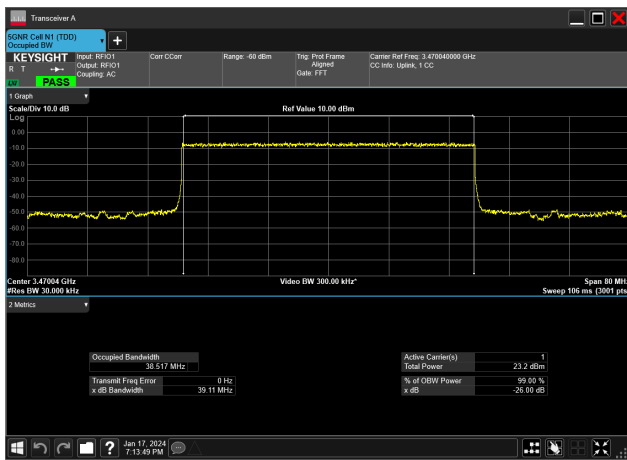 Transceiver A
5GNR Cell N1 (TDD)
Occupied BW
+
KEYSIGHT
R T
LV PASS
Input: RFIO1
Output: RFIO1
Coupling: AC
Corr CCorr
Range: -60 dBm
Trig: Prot Frame
Aligned
Gate: FFT
Carrier Ref Freq: 3.470040000 GHz
CC Info: Uplink, 1 CC
1 Graph
Scale/Div 10.0 dB
Ref Value 10.00 dBm
Log
0.00
-10.0
-20.0
-30.0
-40.0
-50.0
-60.0
-70.0
-80.0
Center 3.47004 GHz
Video BW 300.00 kHz*
Span 80 MHz
#Res BW 30.000 kHz
Sweep 106 ms (3001 pts
2 Metrics
Occupied Bandwidth
38.517 MHz
Active Carrier(s) 1
Total Power 23.2 dBm
Transmit Freq Error 0 Hz
x dB Bandwidth 39.11 MHz
% of OBW Power 99.00 %
x dB -26.00 dB
?
Jan 17, 2024
7:13:49 PM